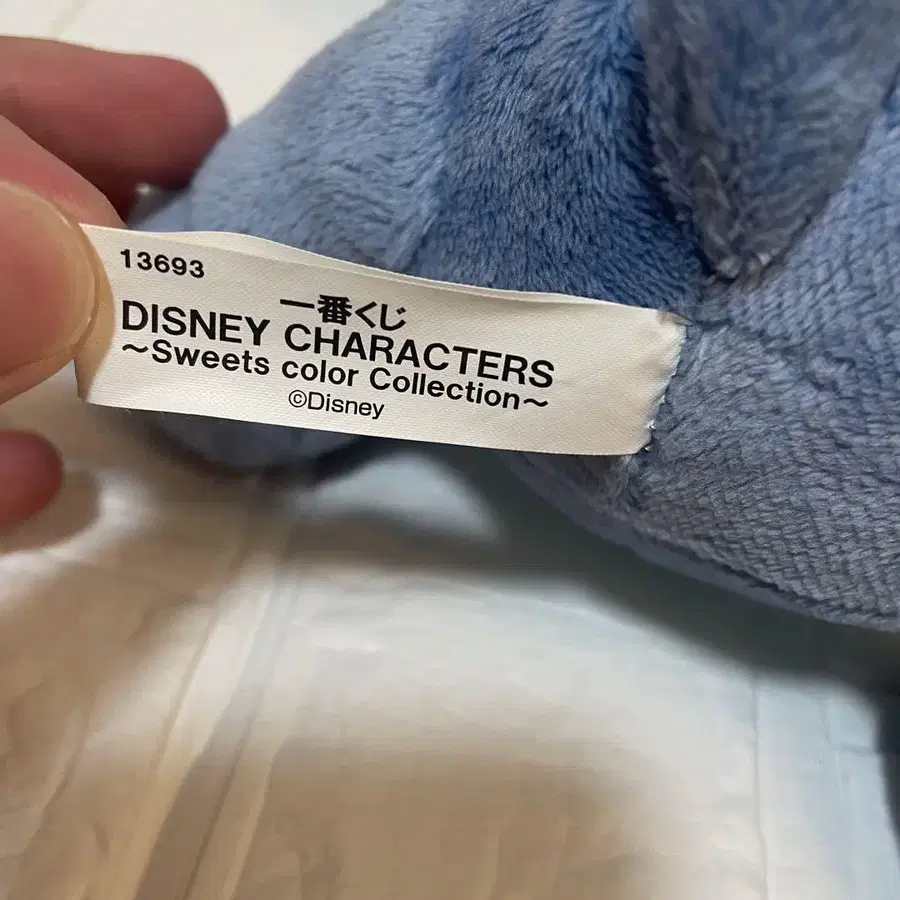 13693
一番くじ
DISNEY CHARACTERS
～Sweets color Collection～
©Disney